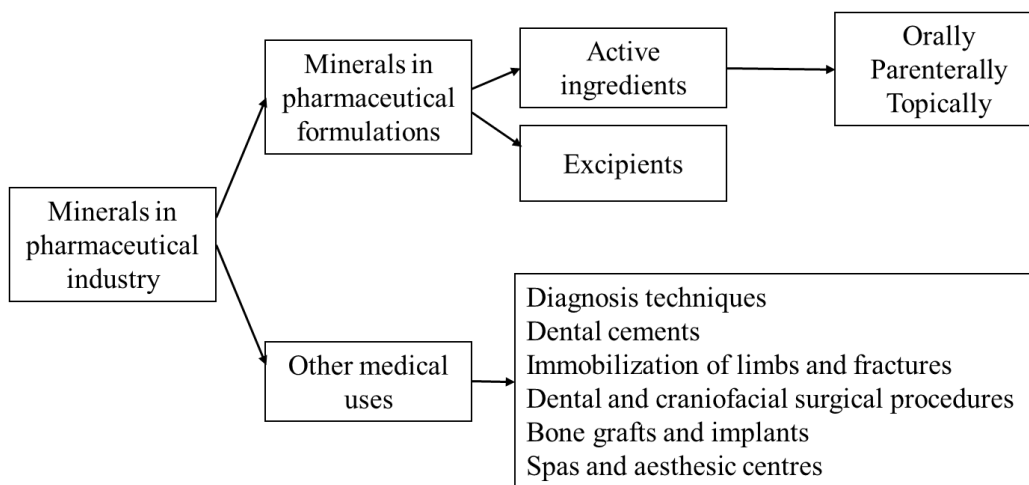 Minerals in
pharmaceutical
industry
Minerals in
pharmaceutical
formulations
Active
ingredients
Orally
Parenterally
Topically
Excipients
Other medical
uses
Diagnosis techniques
Dental cements
Immobilization of limbs and fractures
Dental and craniofacial surgical procedures
Bone grafts and implants
Spas and aesthesic centres